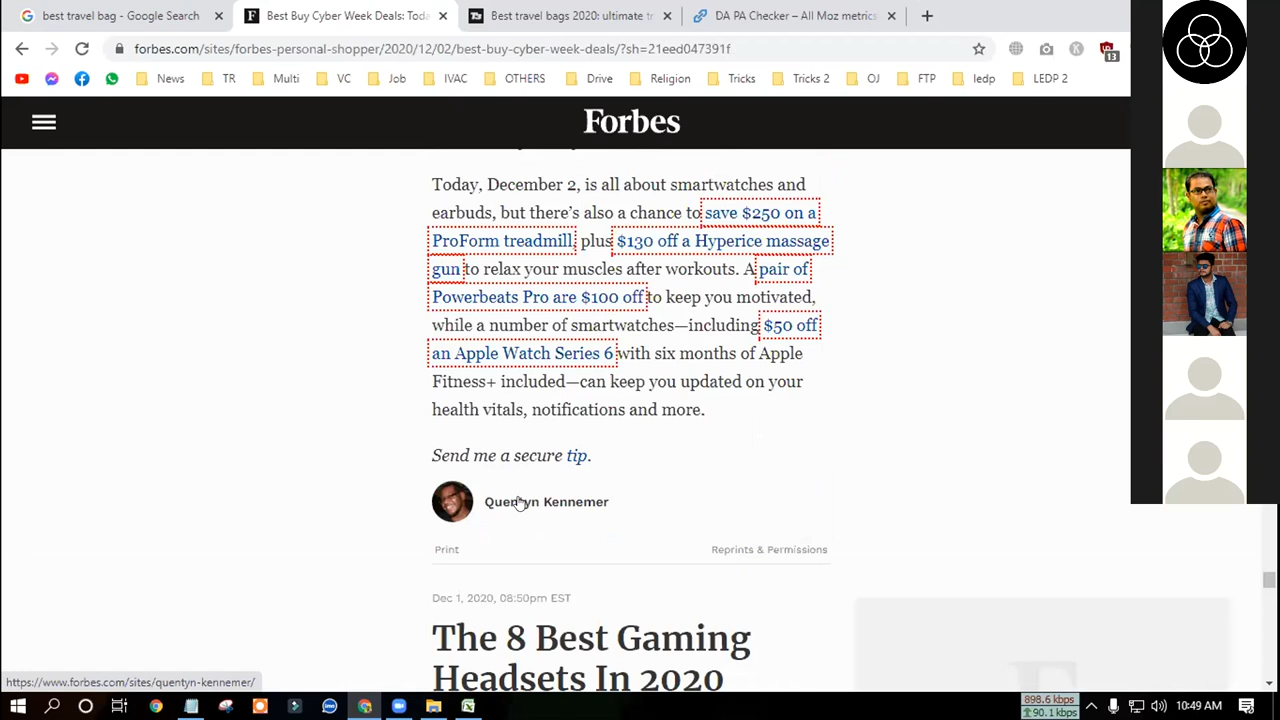 best travel bag - Google Search
Best Buy Cyber Week Deals: Toda
Best travel bags 2020: ultimate tr
DA PA Checker – All Moz metrics
forbes.com/sites/forbes-personal-shopper/2020/12/02/best-buy-cyber-week-deals/?sh=21eed047391f
13
News
TR
Multi
VC
Job
IVAC
OTHERS
Drive
Religion
Tricks
Tricks 2
OJ
FTP
ledp
LEDP 2
Forbes
Today, December 2, is all about smartwatches and
earbuds, but there's also a chance to save $250 on a
ProForm treadmill, plus $130 off a Hyperice massage
gun to relax your muscles after workouts. A pair of
Powerbeats Pro are $100 off to keep you motivated,
while a number of smartwatches—including $50 off
an Apple Watch Series 6 with six months of Apple
Fitness+ included—can keep you updated on your
health vitals, notifications and more.
Send me a secure tip.
Quentyn Kennemer
Print
Reprints & Permissions
Dec 1, 2020, 08:50pm EST
The 8 Best Gaming
Headsets In 2020
https://www.forbes.com/sites/quentyn-kennemer/
898.6 kbps
90.1 kbps
10:49 AM